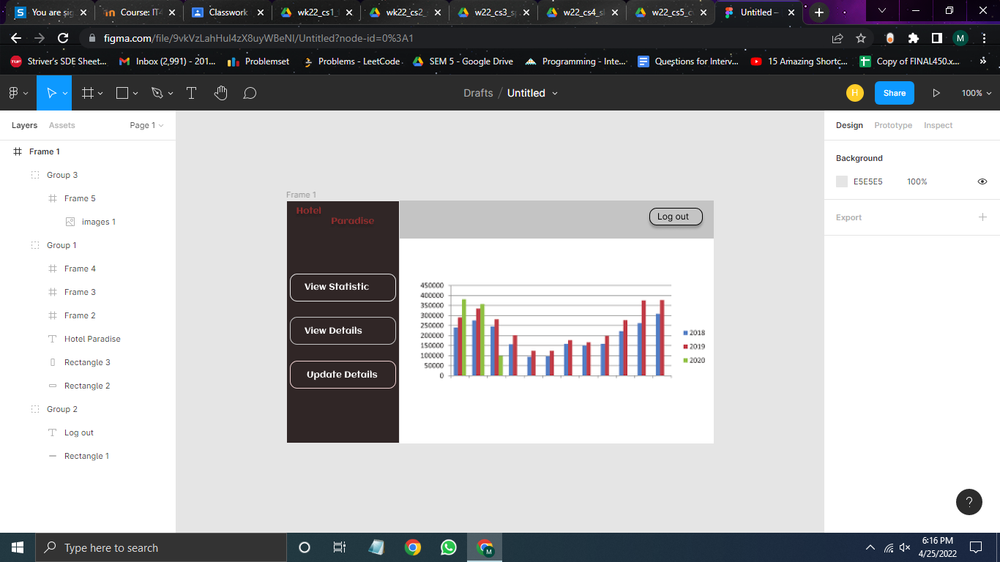 You are sig
Course: IT4
Classwork
wk22_cs1_
wk22_cs2_
w22_cs3_s
w22_cs4_s
w22_cs5_c
Untitled –
figma.com/file/9vkVzLahHul4zX8uyWBeNI/Untitled?node-id=0%3A1
M
Striver's SDE Sheet...
Inbox (2,991) - 201...
Problemset
Problems - LeetCode
SEM 5 - Google Drive
Programming - Inte...
Questions for Interv...
15 Amazing Shortc...
Copy of FINAL450.x...
»
Drafts / Untitled
H
Share
100%
Layers
Assets
Page 1
Design
Prototype
Inspect
Frame 1
Group 3
Frame 5
images 1
Group 1
Frame 4
Frame 3
Frame 2
Hotel Paradise
Rectangle 3
Rectangle 2
Group 2
Log out
Rectangle 1
Frame 1
Hotel
Paradise
Log out
View Statistic
View Details
Update Details
450000
400000
350000
300000
250000
200000
150000
100000
50000
0
2018
2019
2020
Background
E5E5E5
100%
Export
?
Type here to search
M
6:16 PM
4/25/2022